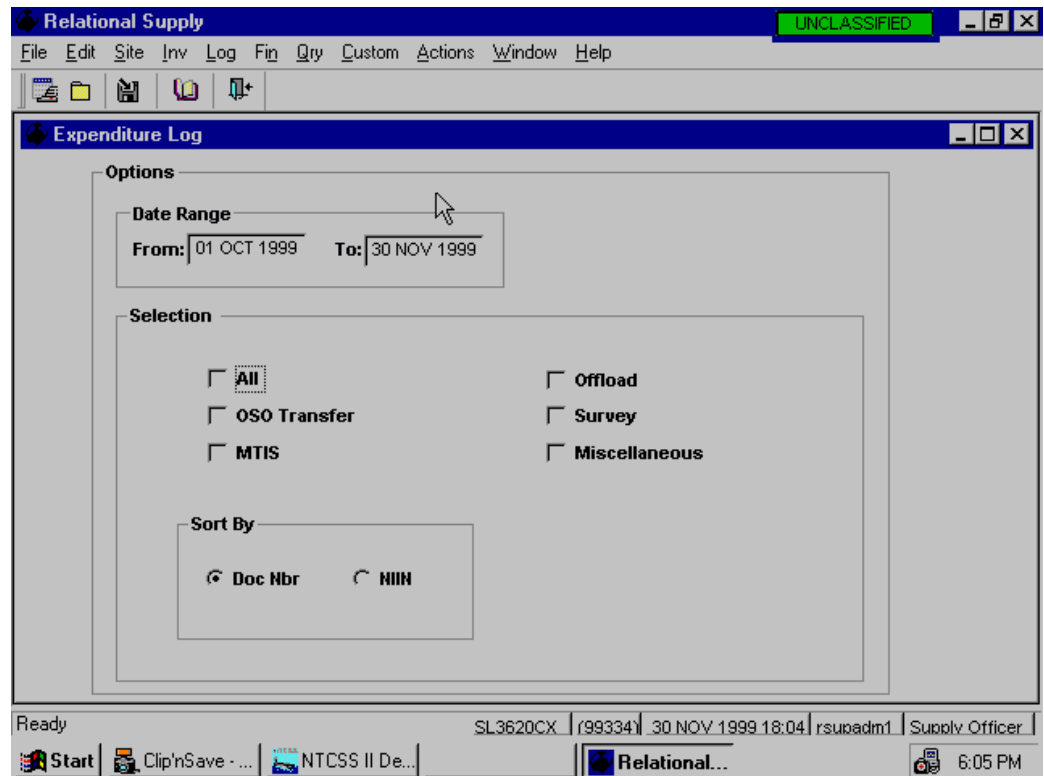 Relational Supply UNCLASSIFIED
File Edit Site Inv Log Fin Qry Custom Actions Window Help
Expenditure Log
Options
Date Range
From: 01 OCT 1999 To: 30 NOV 1999
Selection
All Offload
OSO Transfer Survey
MTIS Miscellaneous
Sort By
Doc Nbr NIIN
Ready SL3620CX (99334) 30 NOV 1999 18:04 rsupadm1 Supply Officer
Start Clip'nSave - ... NTCSS II De... Relational... 6:05 PM